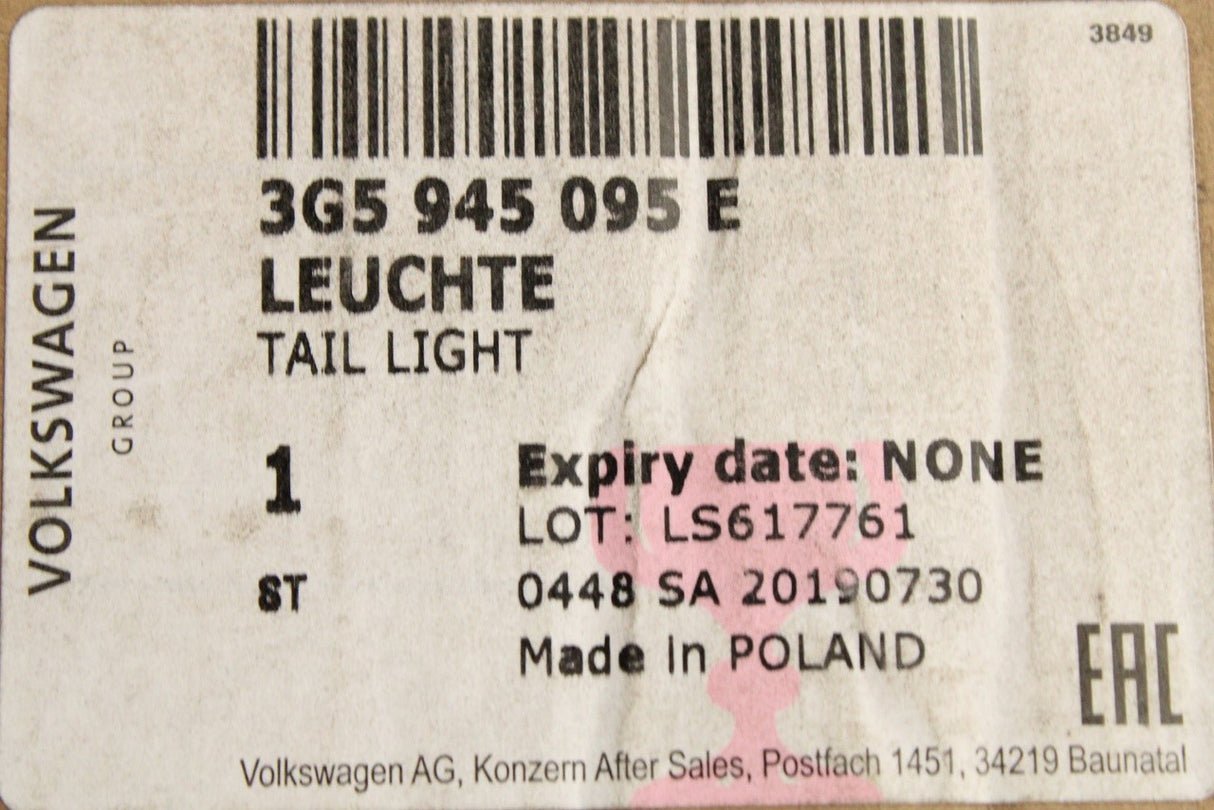 3849
3G5 945 095 E
LEUCHTE
TAIL LIGHT
VOLKSWAGEN
GROUP
1
ST
Expiry date: NONE
LOT: LS617761
0448 SA 20190730
Made in POLAND
EAC
Volkswagen AG, Konzern After Sales, Postfach 1451, 34219 Baunatal